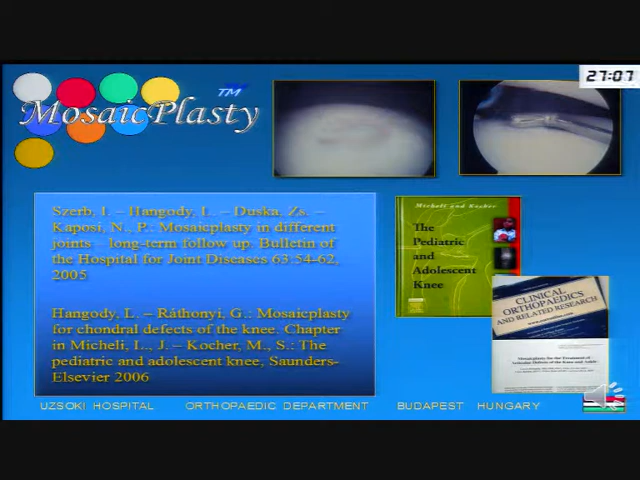 27:07
Mosaic Plasty TM
Szerb, I. – Hangody, L. – Duska, Zs. –
Kaposi, N., P.: Mosaicplasty in different
joints – long-term follow up. Bulletin of
the Hospital for Joint Diseases 63:54-62,
2005
Hangody, L. – Ráthonyi, G.: Mosaicplasty
for chondral defects of the knee. Chapter
in Micheli, L., J. – Kocher, M., S.: The
pediatric and adolescent knee, Saunders-
Elsevier 2006
Micheli and Kocher
The
Pediatric
and
Adolescent
Knee
CLINICAL
ORTHOPAEDICS
AND RELATED RESEARCH
UZSOKI HOSPITAL ORTHOPAEDIC DEPARTMENT BUDAPEST HUNGARY